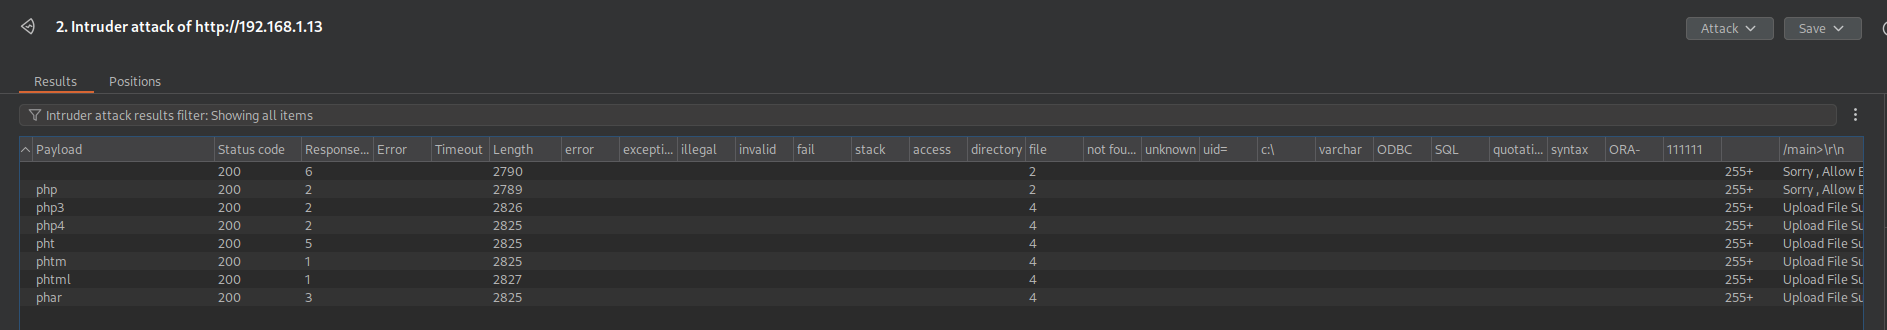 2. Intruder attack of http://192.168.1.13
Attack
Save
Results Positions
Intruder attack results filter: Showing all items
Payload Status code Response... Error Timeout Length error excepti... illegal invalid fail stack access directory file not fou... unknown uid= c:\ varchar ODBC SQL quotati... syntax ORA- 111111 /main>\r\n
200 6 2790 2 255+ Sorry , Allow E
php 200 2 2789 2 255+ Sorry , Allow E
php3 200 2 2826 4 255+ Upload File Su
php4 200 2 2825 4 255+ Upload File Su
pht 200 5 2825 4 255+ Upload File Su
phtm 200 1 2825 4 255+ Upload File Su
phtml 200 1 2827 4 255+ Upload File Su
phar 200 3 2825 4 255+ Upload File Su